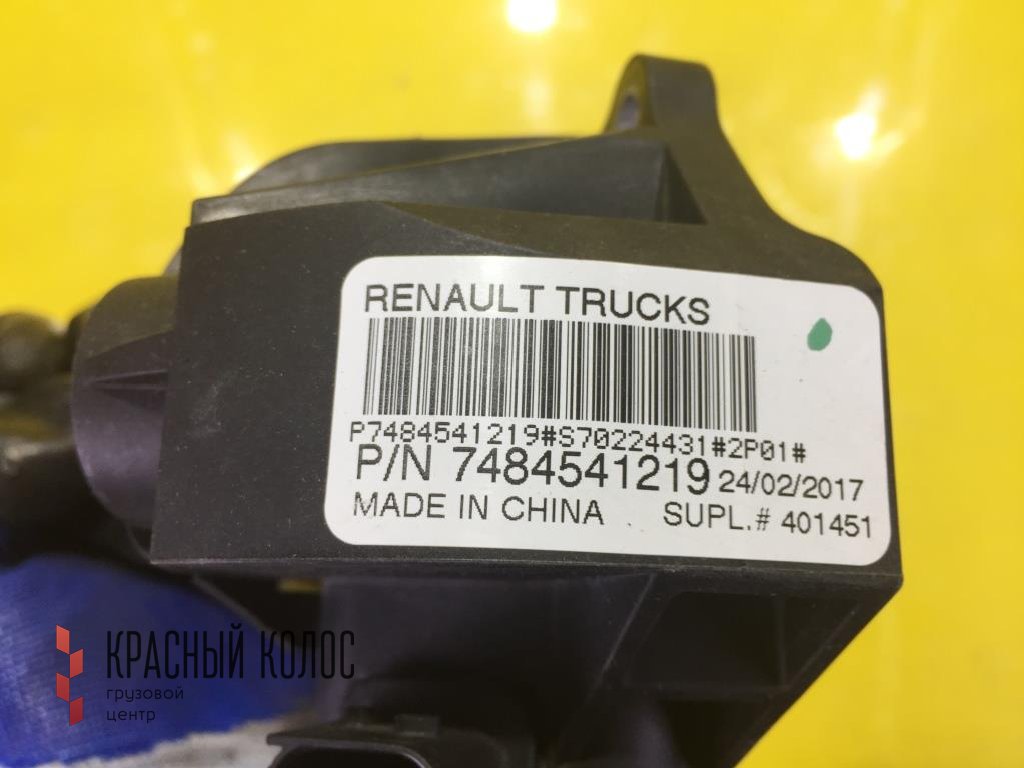 RENAULT TRUCKS
P7484541219#S70224431#2P01#
P/N 7484541219 24/02/2017
MADE IN CHINA SUPL.# 401451
КРАСНЫЙ КОЛОС
грузовой
центр